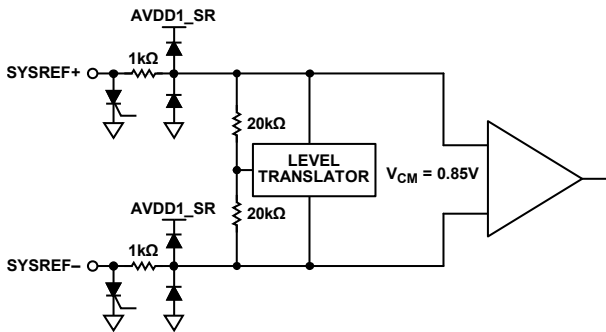 AVDD1_SR
1kΩ
SYSREF+
20kΩ
LEVEL
TRANSLATOR
VCM = 0.85V
20kΩ
AVDD1_SR
1kΩ
SYSREF–